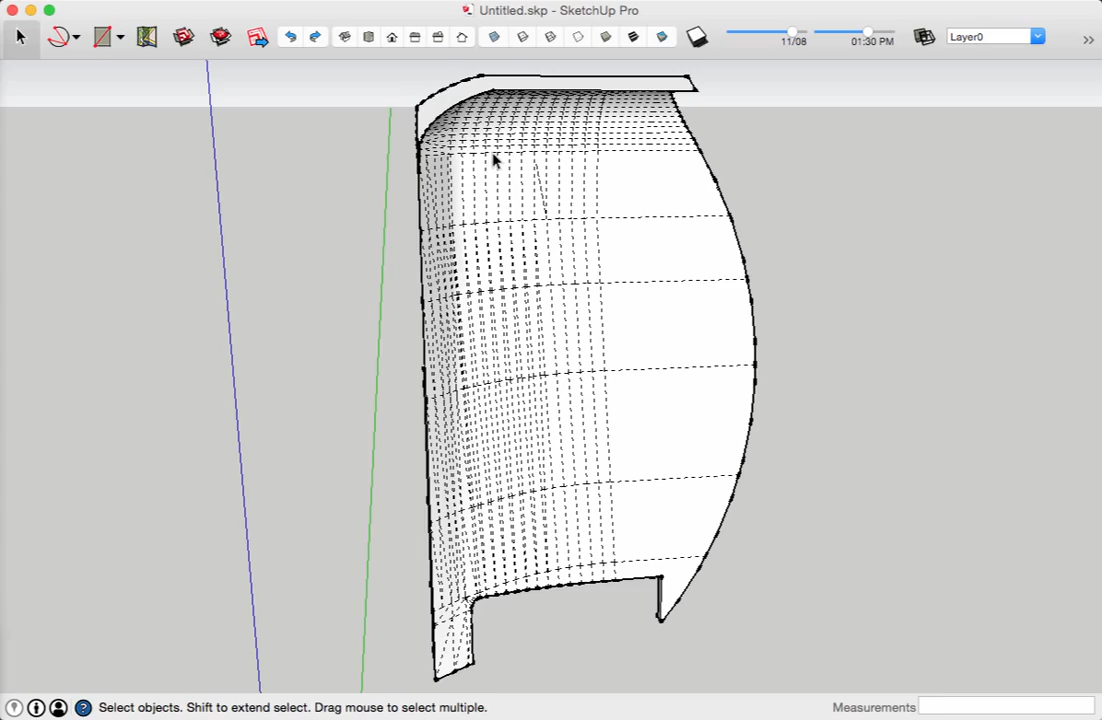 Untitled.skp - SketchUp Pro
11/08
01:30 PM
Layer0
Select objects. Shift to extend select. Drag mouse to select multiple.
Measurements